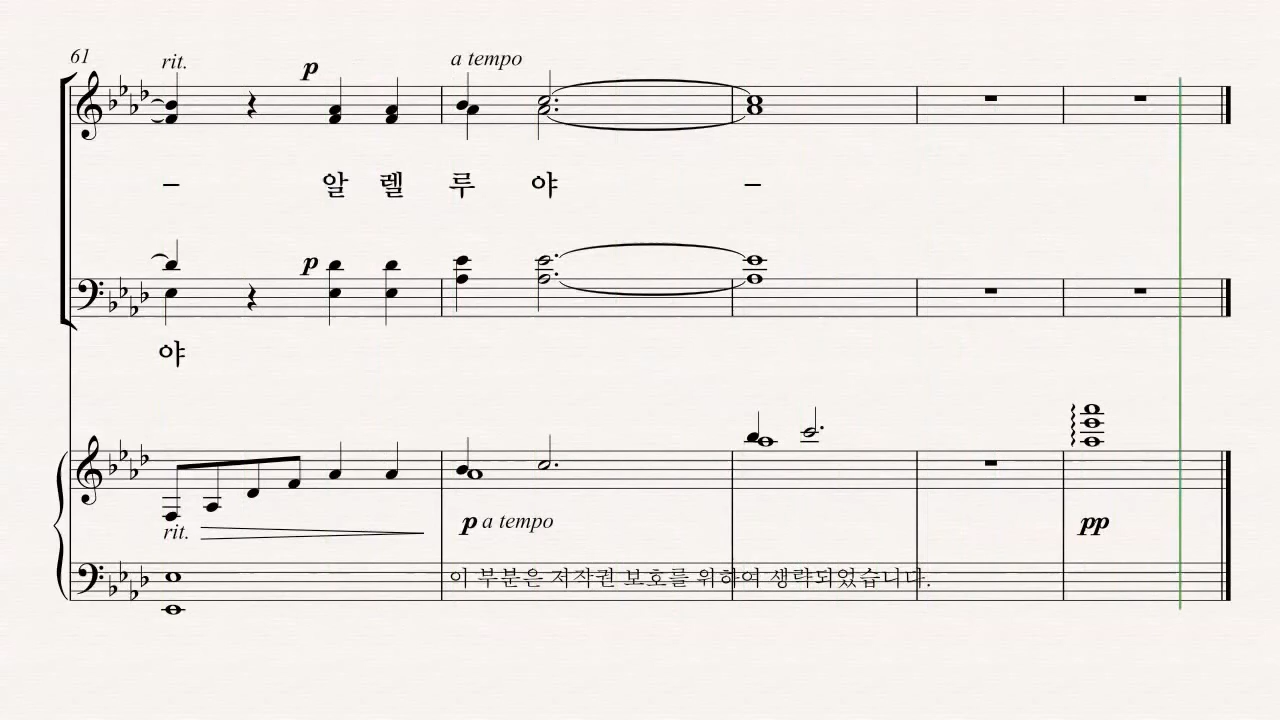 61
rit.
p
a tempo
– 알 렐 루 야 –
p
야
rit.
p a tempo
pp
이 부분은 저작권 보호를 위하여 생략되었습니다.